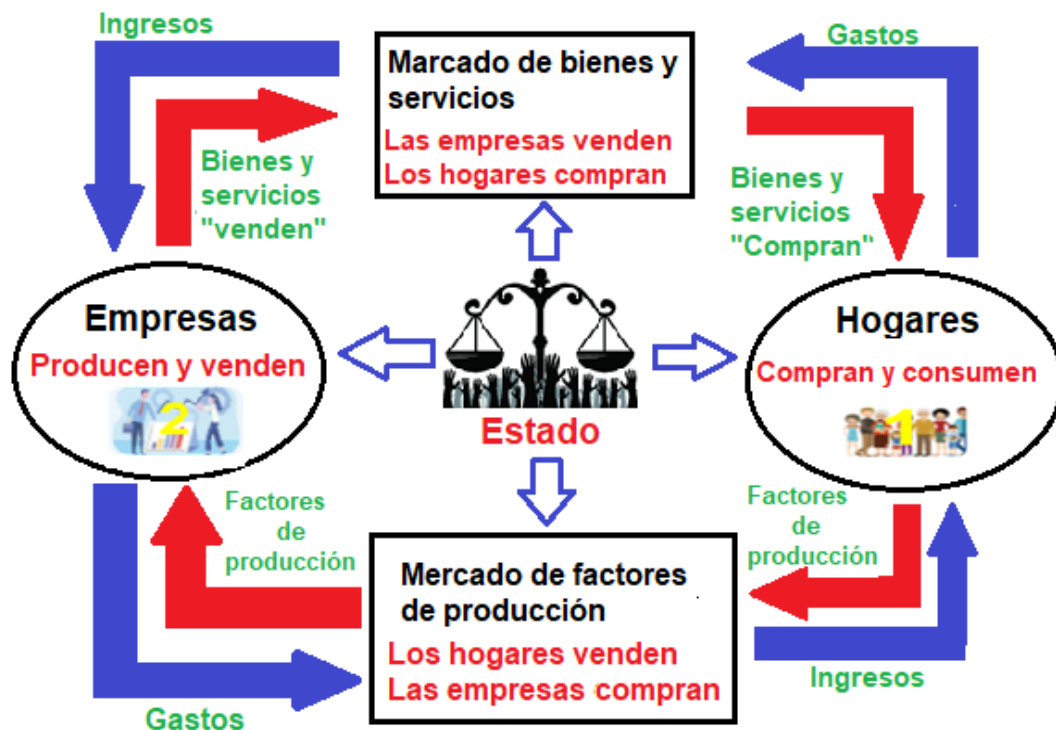 Ingresos
Gastos
Marcado de bienes y
servicios
Las empresas venden
Los hogares compran
Bienes y
servicios
"venden"
Bienes y
servicios
"Compran"
Empresas
Producen y venden
2
Estado
Hogares
Compran y consumen
1
Factores
de
producción
Factores
de
producción
Mercado de factores
de producción
Los hogares venden
Las empresas compran
Gastos
Ingresos